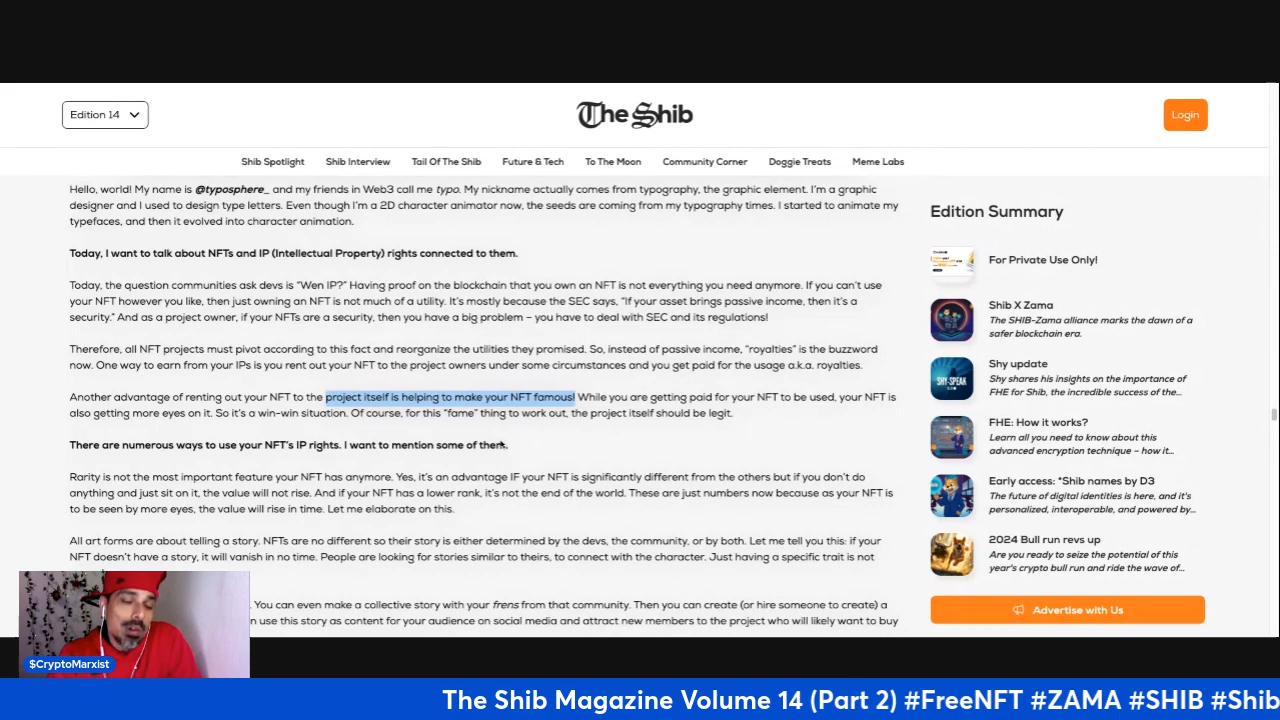 Edition 14
The Shib
Login
Shib Spotlight
Shib Interview
Tail Of The Shib
Future & Tech
To The Moon
Community Corner
Doggie Treats
Meme Labs
Hello, world! My name is @typosphere_ and my friends in Web3 call me typo. My nickname actually comes from typography, the graphic element. I'm a graphic
designer and I used to design type letters. Even though I'm a 2D character animator now, the seeds are coming from my typography times. I started to animate my
typefaces, and then it evolved into character animation.
Today, I want to talk about NFTs and IP (Intellectual Property) rights connected to them.
Today, the question communities ask devs is "Wen IP?" Having proof on the blockchain that you own an NFT is not everything you need anymore. If you can't use
your NFT however you like, then just owning an NFT is not much of a utility. It's mostly because the SEC says, "If your asset brings passive income, then it's a
security." And as a project owner, if your NFTs are a security, then you have a big problem – you have to deal with SEC and its regulations!
Therefore, all NFT projects must pivot according to this fact and reorganize the utilities they promised. So, instead of passive income, "royalties" is the buzzword
now. One way to earn from your IPs is you rent out your NFT to the project owners under some circumstances and you get paid for the usage a.k.a. royalties.
Another advantage of renting out your NFT to the project itself is helping to make your NFT famous! While you are getting paid for your NFT to be used, your NFT is
also getting more eyes on it. So it's a win-win situation. Of course, for this "fame" thing to work out, the project itself should be legit.
There are numerous ways to use your NFT's IP rights. I want to mention some of them.
Rarity is not the most important feature your NFT has anymore. Yes, it's an advantage IF your NFT is significantly different from the others but if you don't do
anything and just sit on it, the value will not rise. And if your NFT has a lower rank, it's not the end of the world. These are just numbers now because as your NFT is
to be seen by more eyes, the value will rise in time. Let me elaborate on this.
All art forms are about telling a story. NFTs are no different so their story is either determined by the devs, the community, or by both. Let me tell you this: if your
NFT doesn't have a story, it will vanish in no time. People are looking for stories similar to theirs, to connect with the character. Just having a specific trait is not
. You can even make a collective story with your frens from that community. Then you can create (or hire someone to create) a
n use this story as content for your audience on social media and attract new members to the project who will likely want to buy
Edition Summary
For Private Use Only!
Shib X Zama
The SHIB-Zama alliance marks the dawn of a
safer blockchain era.
Shy update
SHY-SPEAK
Shy shares his insights on the importance of
FHE for Shib, the incredible success of the...
FHE: How it works?
Learn all you need to know about this
advanced encryption technique – how it...
Early access: "Shib names by D3
The future of digital identities is here, and it's
personalized, interoperable, and powered by...
2024 Bull run revs up
Are you ready to seize the potential of this
year's crypto bull run and ride the wave of...
Advertise with Us
$CryptoMarxist
The Shib Magazine Volume 14 (Part 2) #FreeNFT #ZAMA #SHIB #Shib